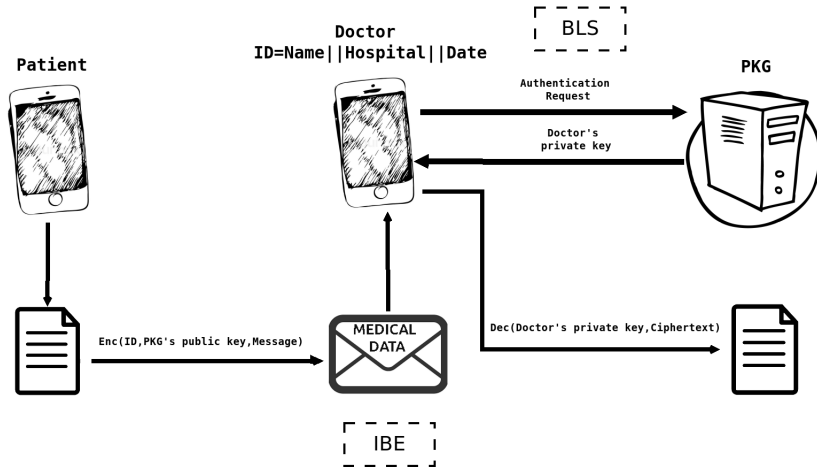 BLS
Doctor
ID=Name||Hospital||Date
Patient
PKG
Authentication
Request
Doctor's
private key
MEDICAL
DATA
Enc(ID,PKG's public key,Message)
Dec(Doctor's private key,Ciphertext)
IBE